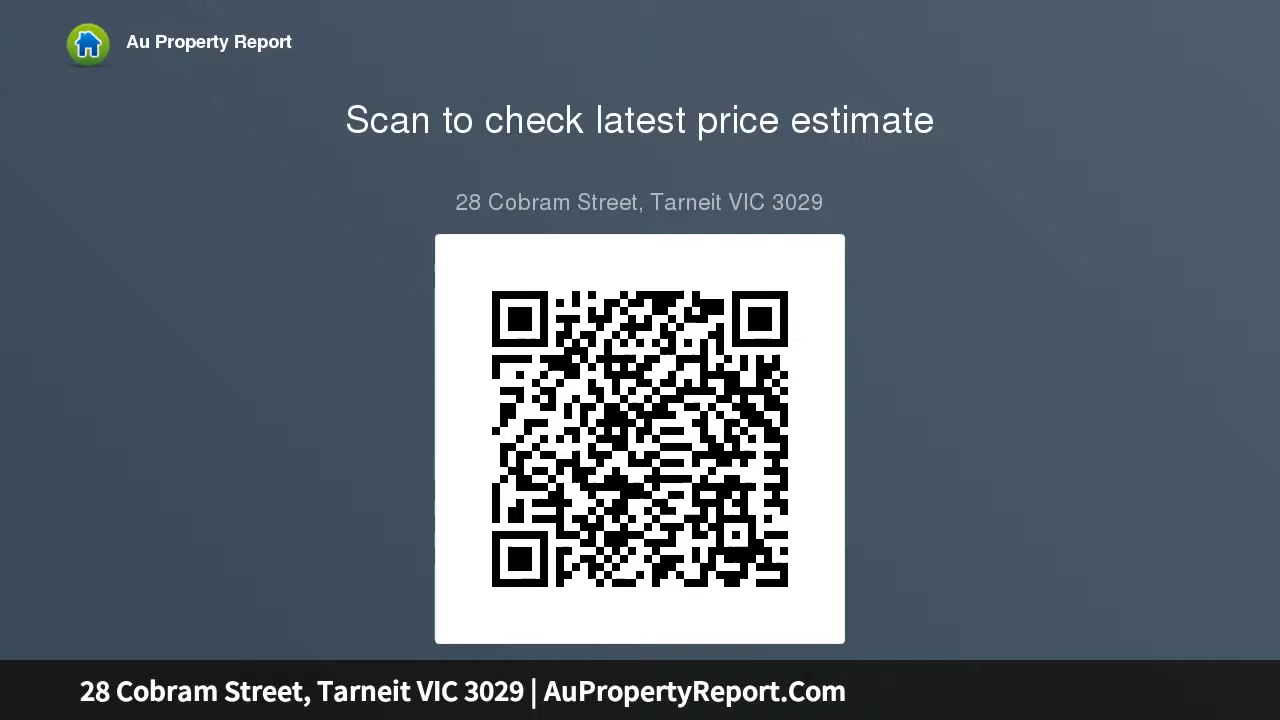 Au Property Report
Scan to check latest price estimate
28 Cobram Street, Tarneit VIC 3029
28 Cobram Street, Tarneit VIC 3029 | AuPropertyReport.Com